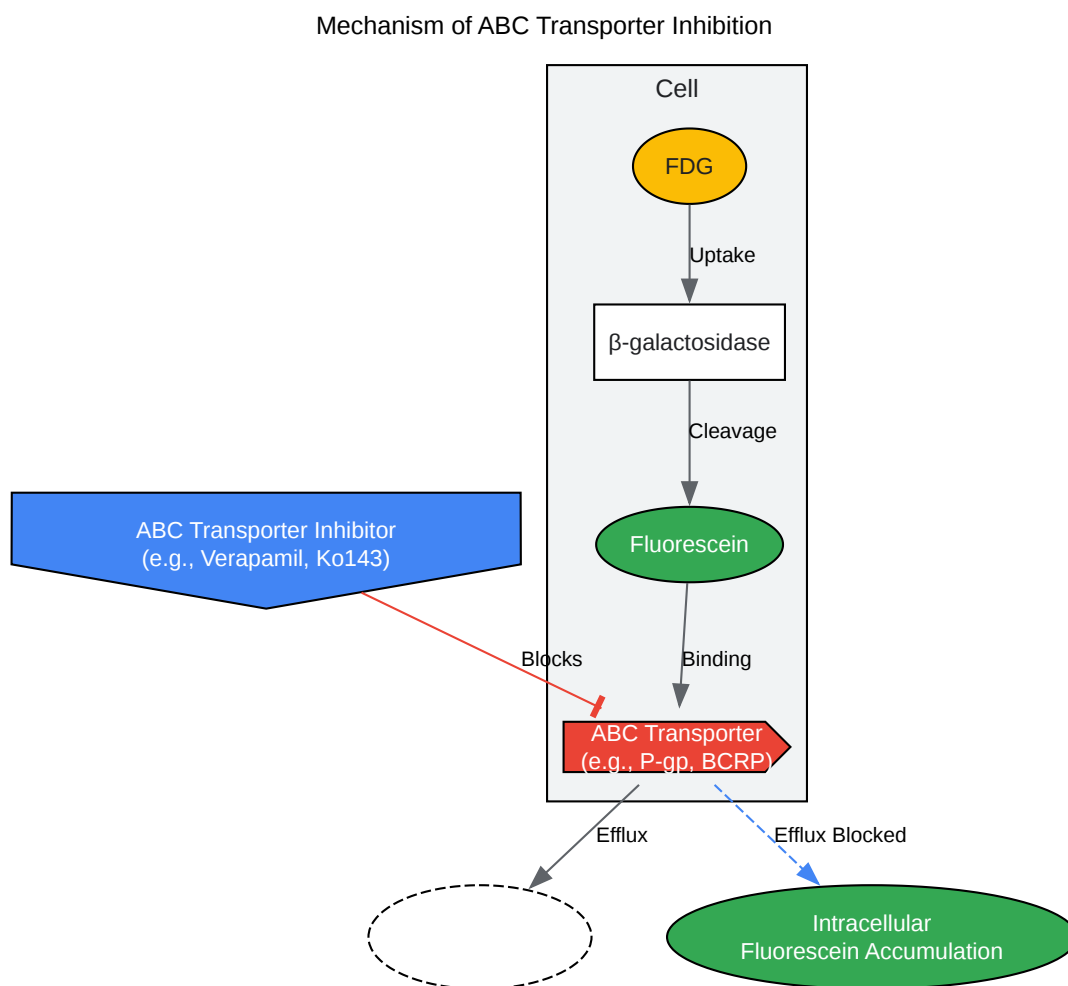 Mechanism of ABC Transporter Inhibition
Cell
FDG
Uptake
β-galactosidase
Cleavage
ABC Transporter Inhibitor
(e.g., Verapamil, Ko143)
Fluorescein
Blocks
Binding
ABC Transporter
(e.g., P-gp, BCRP)
Efflux
Efflux Blocked
Intracellular
Fluorescein Accumulation